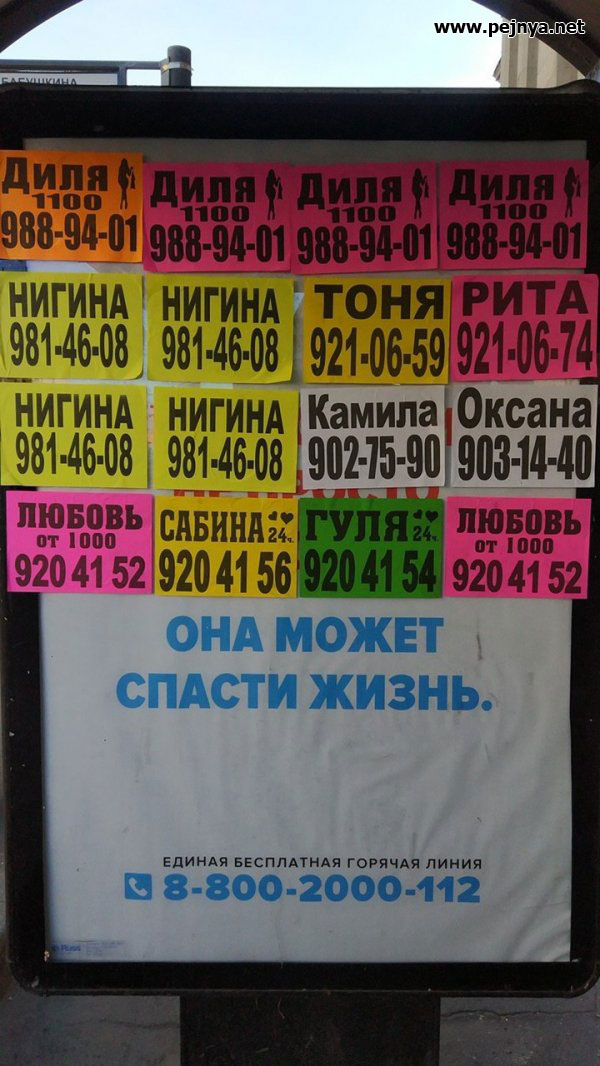 www.pejnya.net
БАБУШКИНА
Диля
1100
988-94-01
Диля
1100
988-94-01
Диля
1100
988-94-01
Диля
1100
988-94-01
НИГИНА
981-46-08
НИГИНА
981-46-08
ТОНЯ
921-06-59
РИТА
921-06-74
НИГИНА
981-46-08
НИГИНА
981-46-08
Камила
902-75-90
Оксана
903-14-40
ЛЮБОВЬ
от 1000
920 41 52
САБИНА 24ч.
920 41 56
ГУЛЯ 24ч.
920 41 54
ЛЮБОВЬ
от 1000
920 41 52
ОНА МОЖЕТ
СПАСТИ ЖИЗНЬ.
ЕДИНАЯ БЕСПЛАТНАЯ ГОРЯЧАЯ ЛИНИЯ
8-800-2000-112